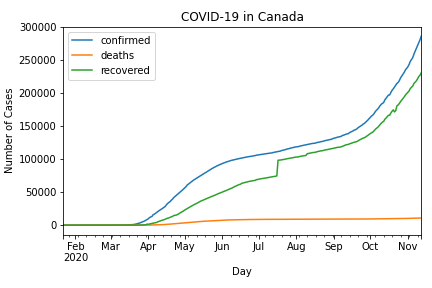 COVID-19 in Canada
300000
250000
200000
150000
100000
50000
0
Number of Cases
confirmed
deaths
recovered
Feb Mar Apr May Jun Jul Aug Sep Oct Nov
2020
Day